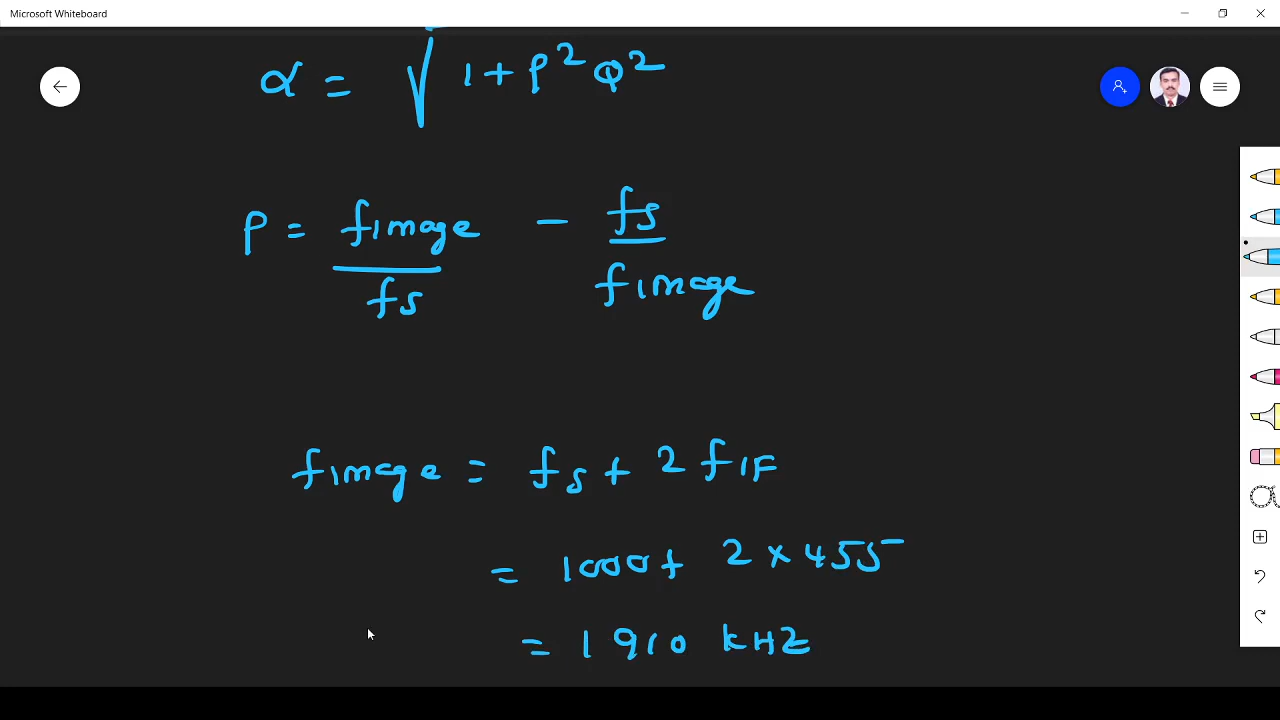 Microsoft Whiteboard
α = √1+ρ²Q²
ρ = fimage/fs − fs/fimage
fimage = fs + 2 fIF
= 1000 + 2 × 455
= 1910 kHz